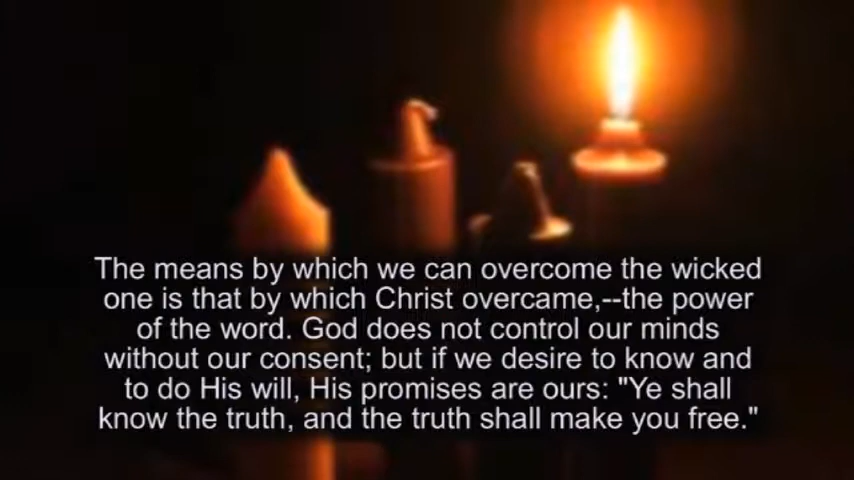 The means by which we can overcome the wicked
one is that by which Christ overcame,--the power
of the word. God does not control our minds
without our consent; but if we desire to know and
to do His will, His promises are ours: "Ye shall
know the truth, and the truth shall make you free."